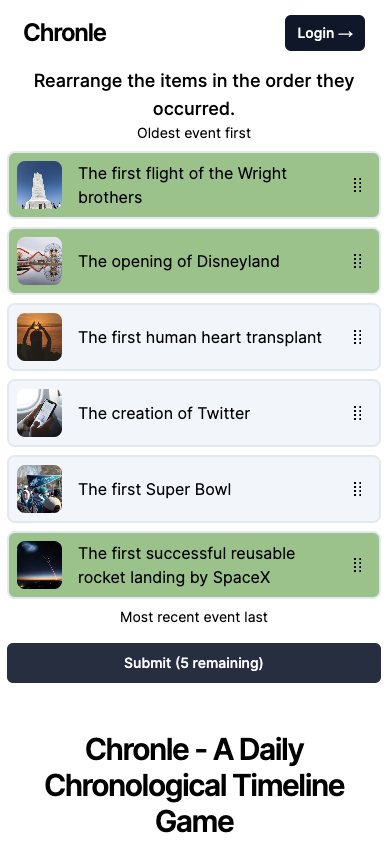 Chronle
Login →
Rearrange the items in the order they
occurred.
Oldest event first
The first flight of the Wright
brothers
The opening of Disneyland
The first human heart transplant
The creation of Twitter
The first Super Bowl
The first successful reusable
rocket landing by SpaceX
Most recent event last
Submit (5 remaining)
Chronle - A Daily
Chronological Timeline
Game